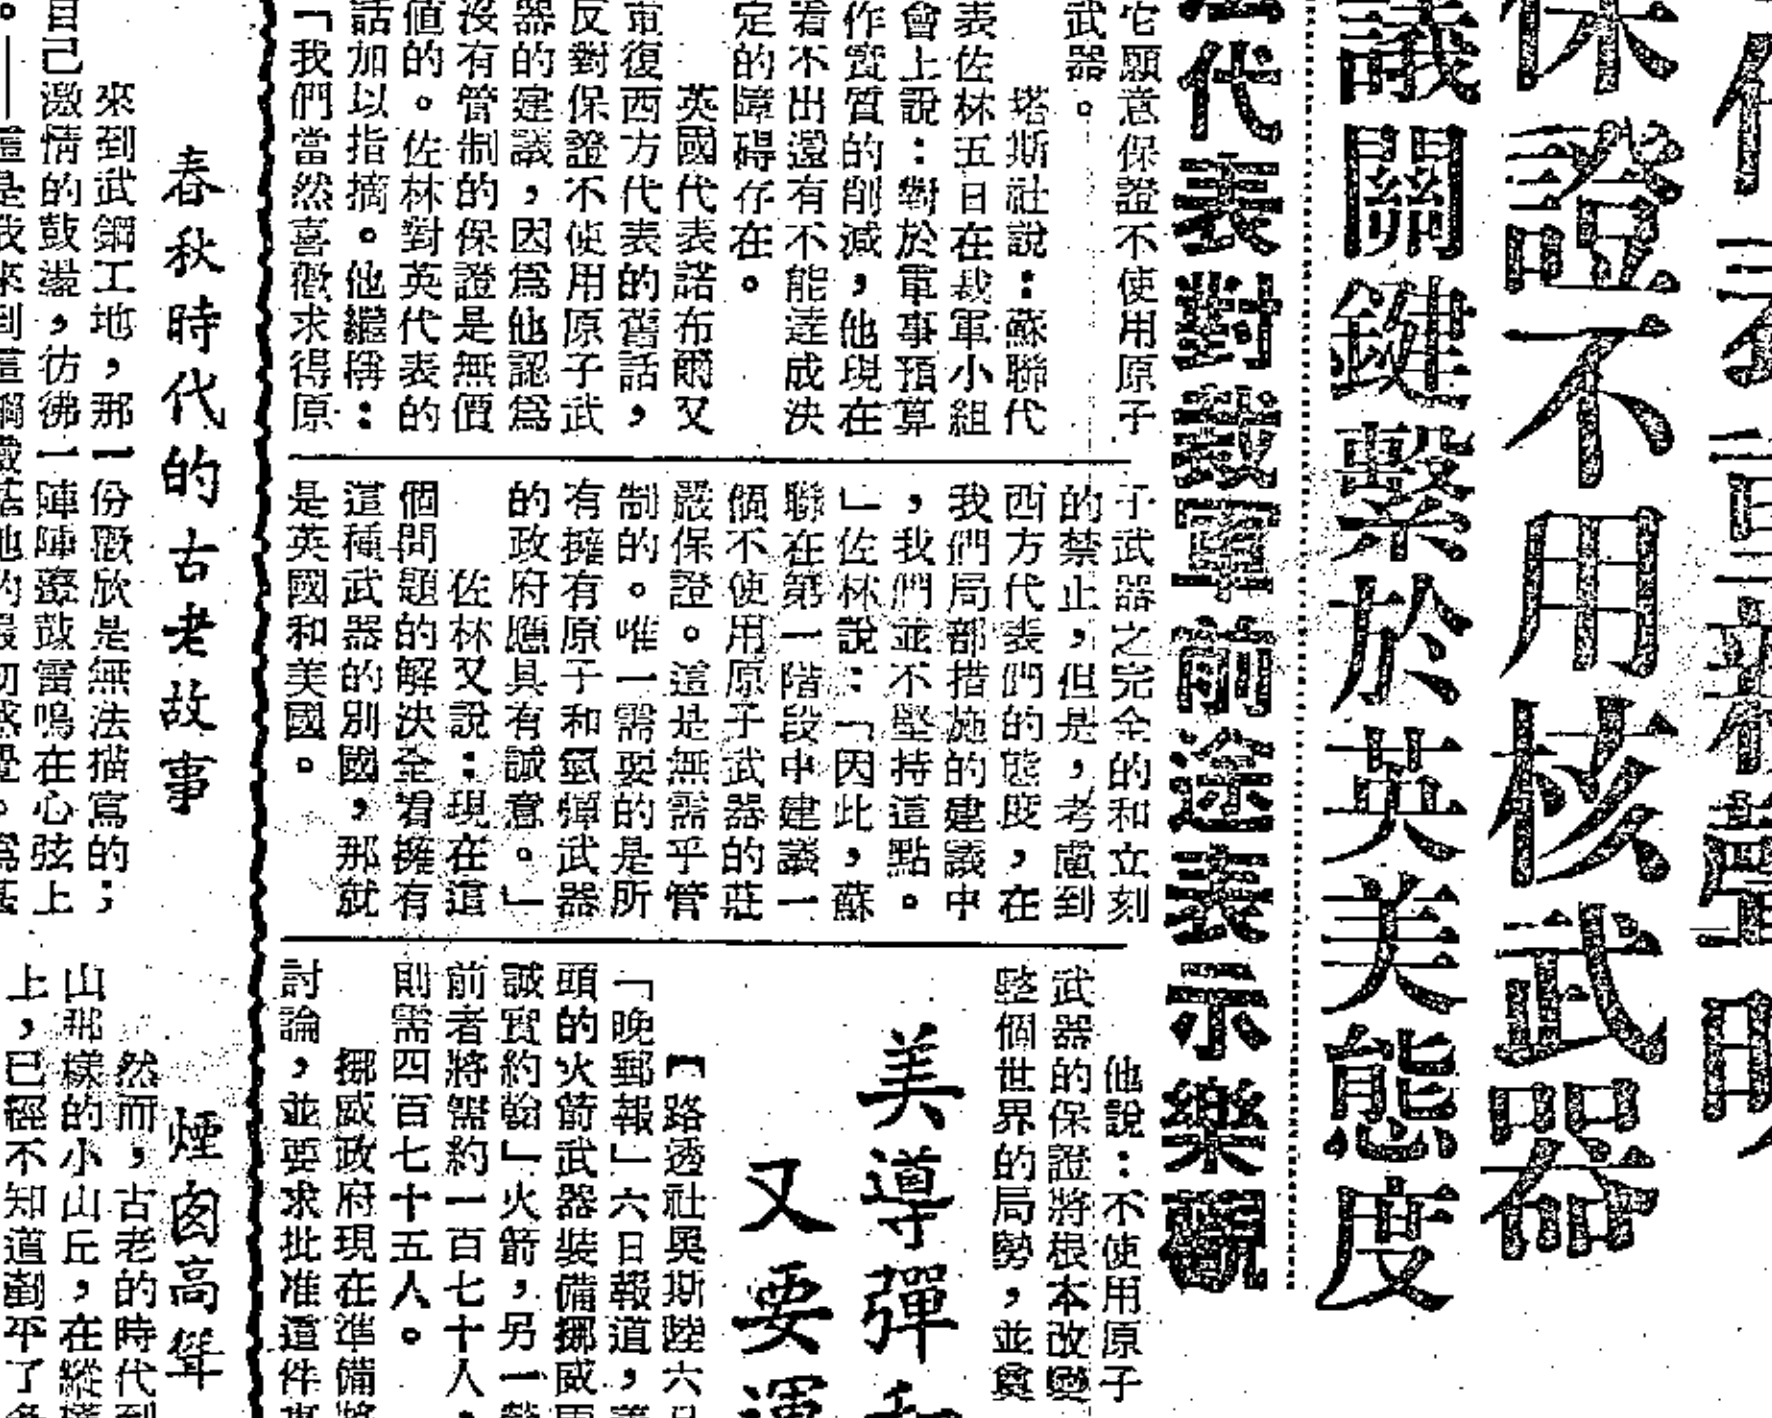 保證不用核武器
議關鍵繫於英美態度
代表對裁軍前途表示樂觀
它願意保證不使用原子
武器。
塔斯社說：蘇聯代
表佐林五日在裁軍小組
會上說：對於軍事預算
作實質的削減，他現在
看不出還有不能達成決
定的障碍存在。
英國代表諾布爾又
重復西方代表的舊話，
反對保證不使用原子武
器的建議，因爲他認爲
沒有管制的保證是無價
値的。佐林對英代表的
話加以指摘。他繼稱：
「我們當然喜歡求得原
子武器之完全的和立刻
的禁止，但是，考慮到
西方代表們的態度，在
我們局部措施的建議中
，我們並不堅持這點。
」佐林說：「因此，蘇
聯在第一階段中建議一
個不使用原子武器的莊
嚴保證。這是無需乎管
制的。唯一需要的是所
有擁有原子和氫彈武器
的政府應具有誠意。」
佐林又說：現在這
個問題的解決全看擁有
這種武器的別國，那就
是英國和美國。
他說：不使用原子
武器的保證將根本改變
整個世界的局勢，並奠
美導彈
又要運
【路透社奧斯陸六
「晚郵報」六日報道，
頭的火箭武器裝備挪威
誠實約翰」火箭，另一
前者將需約一百七十人，
則需四百七十五人。
挪威政府現在準備將
討論，並要求批准這件
春秋時代的古老故事
來到武鋼工地，那一份歡欣是無法描寫的；
自己激情的鼓盪，彷彿一陣陣鼕鼓雷鳴在心弦上
。——這是我來到這鋼
煙囱高聳
然而，古老的時代到
山那樣的小山丘，在縱橫
上，已經不知道剷平了多